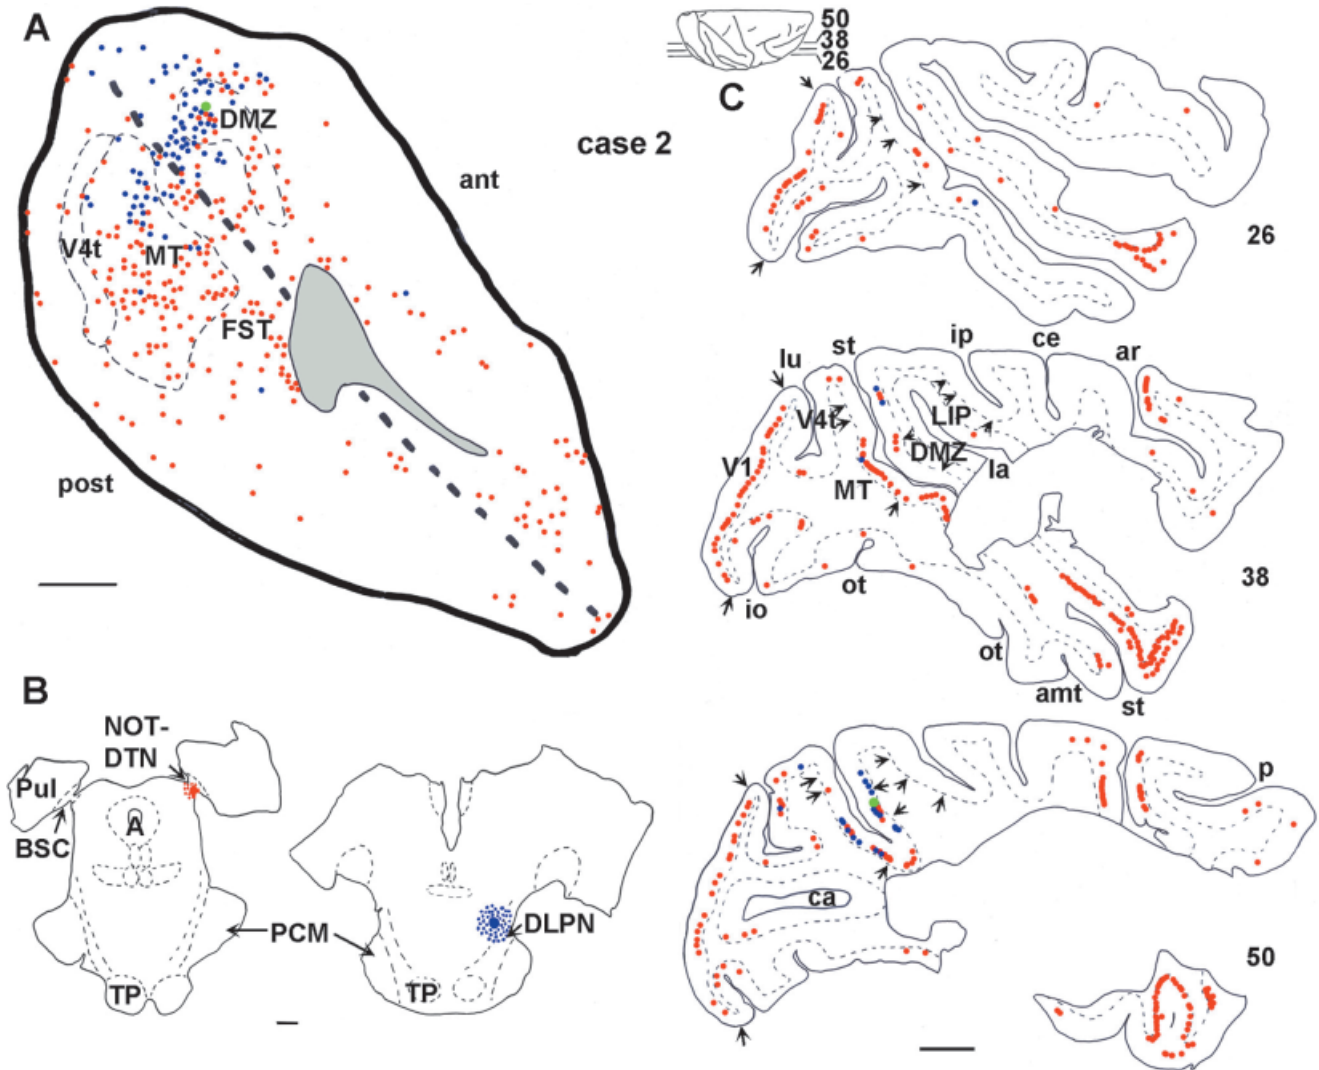 A
DMZ
V4t
MT
FST
ant
post
case 2
50
38
26
C
26
lu
st
ip
ce
ar
V4t
LIP
DMZ
la
V1
MT
io
ot
38
ot
amt
st
p
ca
50
B
NOT-
DTN
Pul
BSC
A
PCM
TP
DLPN
TP